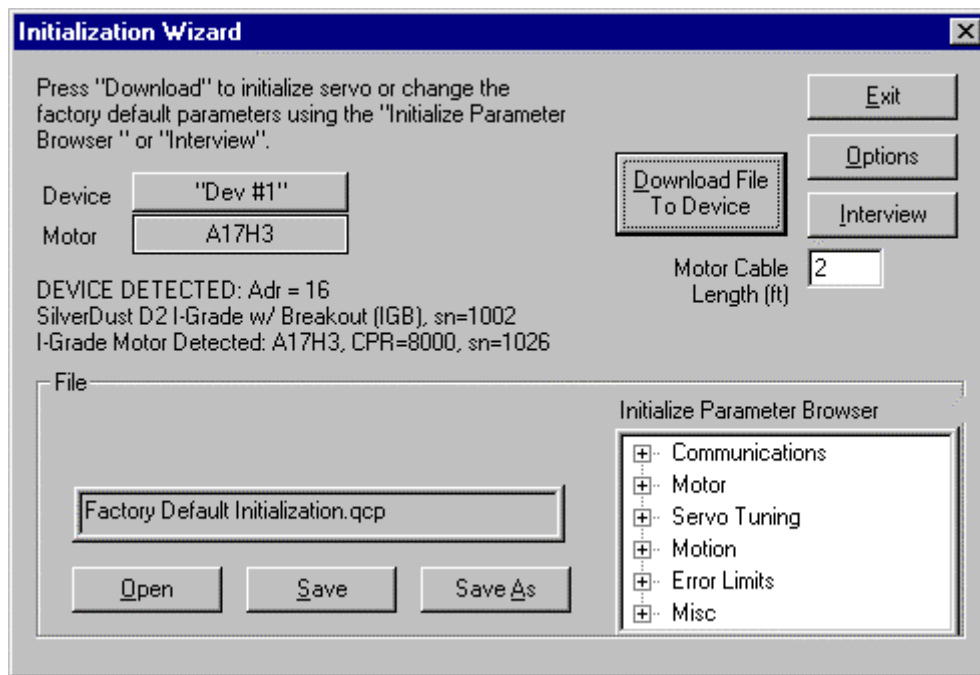 Initialization Wizard
Press "Download" to initialize servo or change the
factory default parameters using the "Initialize Parameter
Browser " or "Interview".
Exit
Options
Interview
Download File
To Device
Device "Dev #1"
Motor A17H3
Motor Cable
Length (ft) 2
DEVICE DETECTED: Adr = 16
SilverDust D2 I-Grade w/ Breakout (IGB), sn=1002
I-Grade Motor Detected: A17H3, CPR=8000, sn=1026
File
Factory Default Initialization.qcp
Open Save Save As
Initialize Parameter Browser
Communications
Motor
Servo Tuning
Motion
Error Limits
Misc